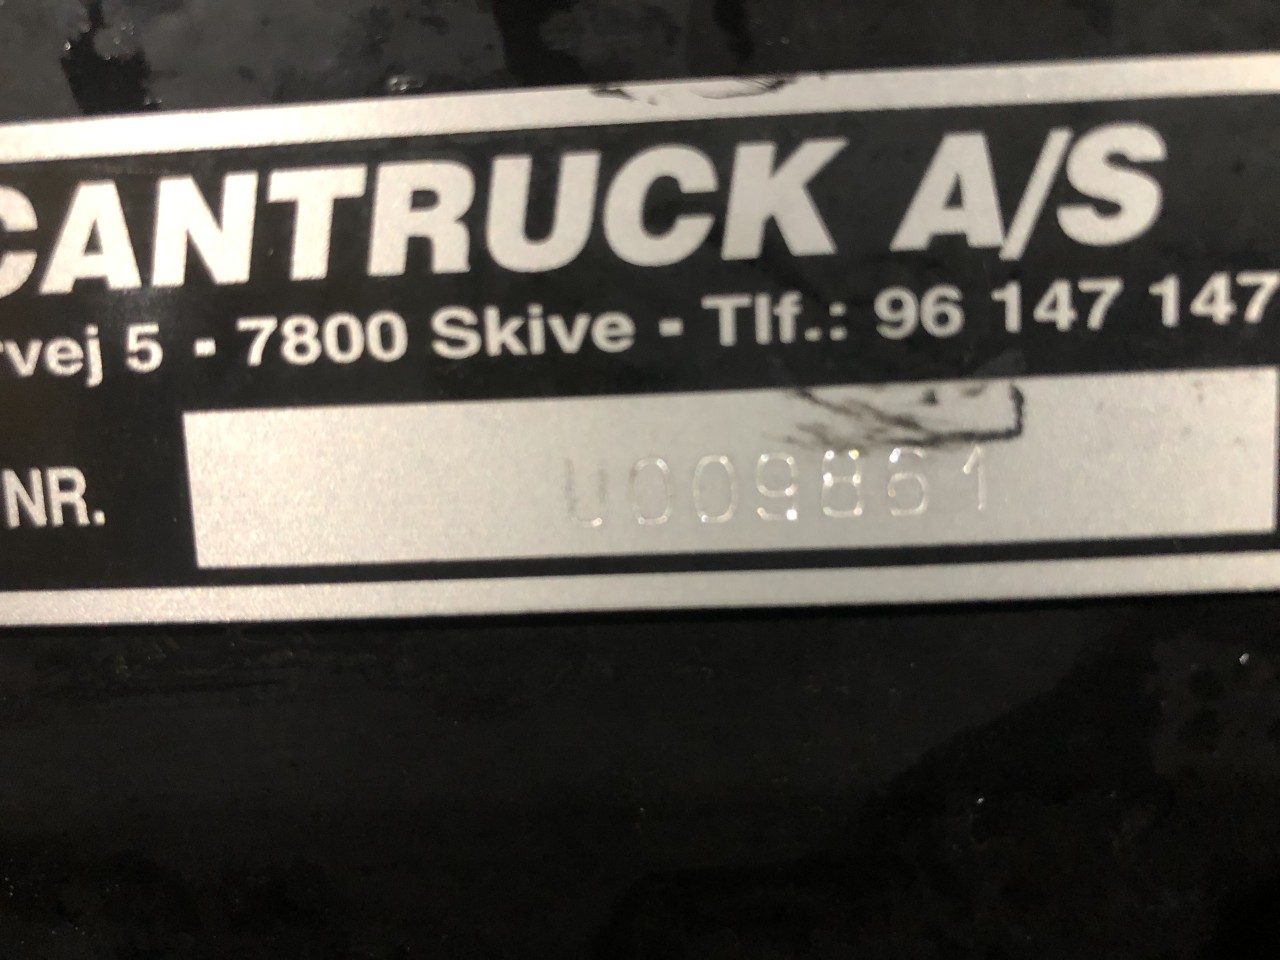 CANTRUCK A/S
rvej 5 - 7800 Skive - Tlf.: 96 147 147
NR.
U009861